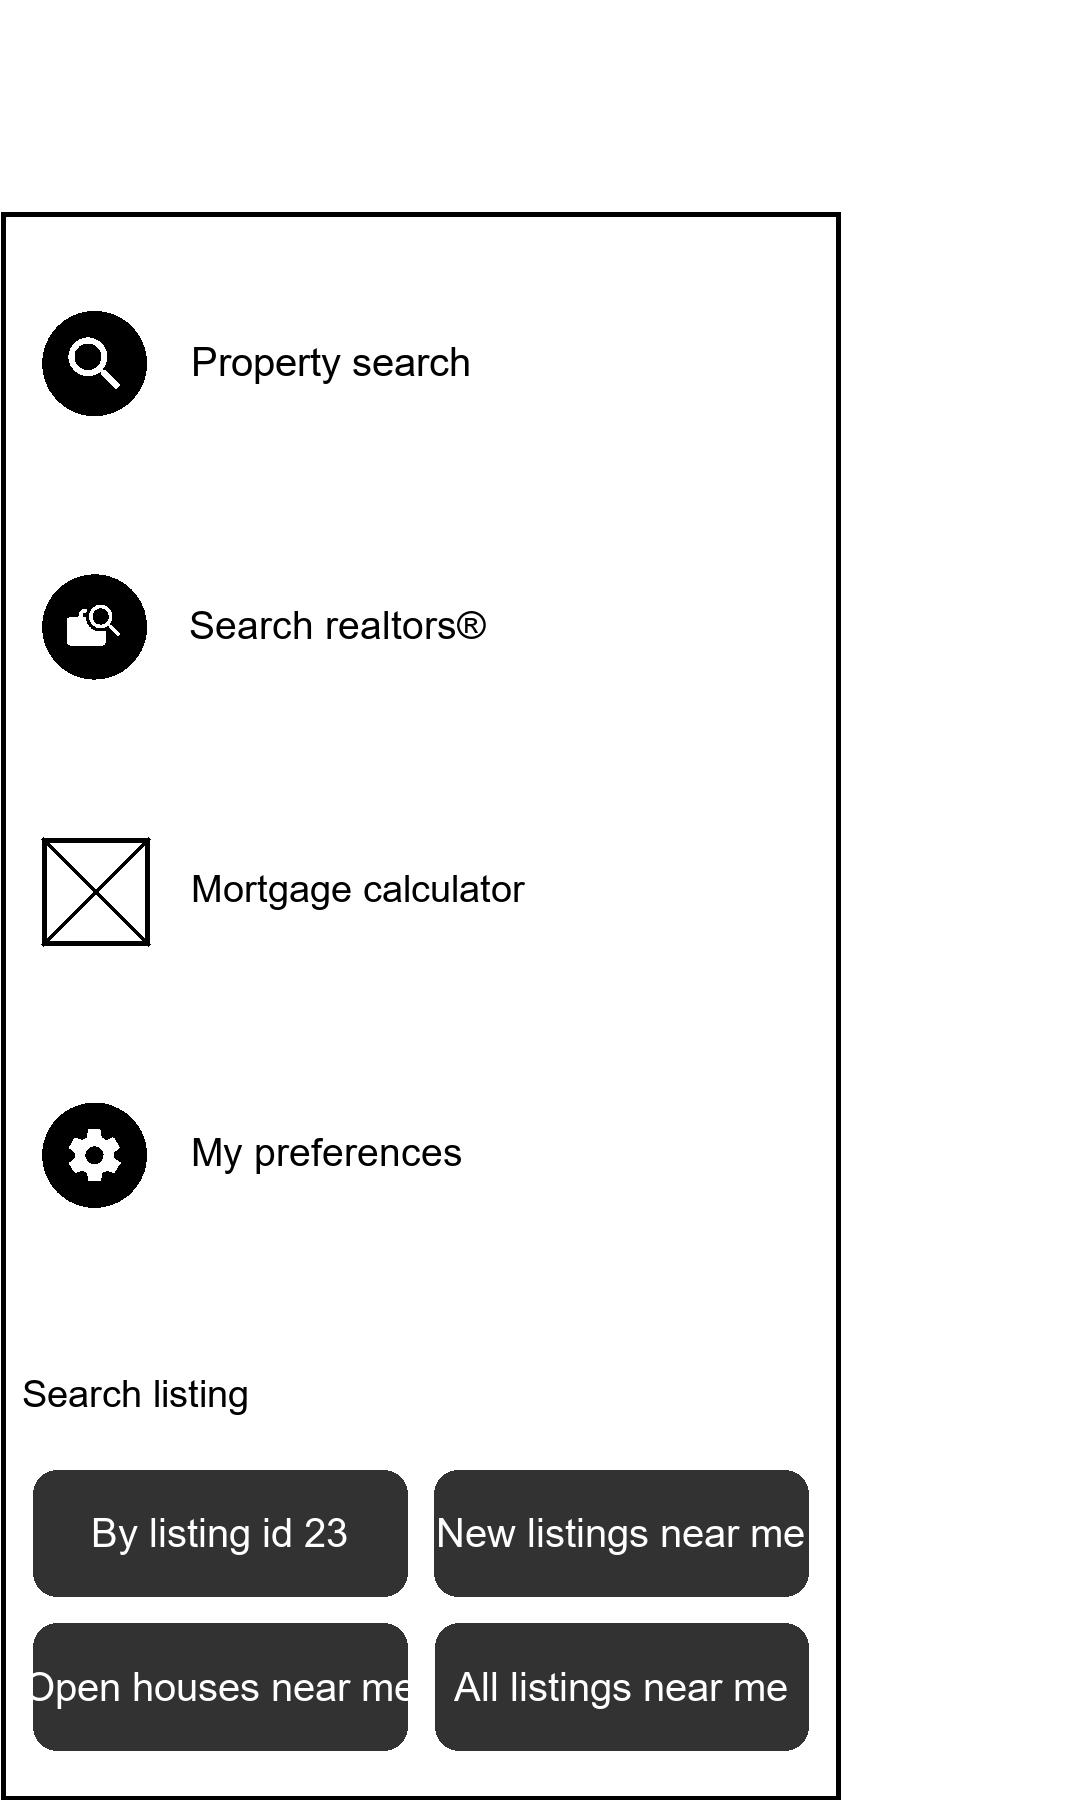 Property search
Search realtors®
Mortgage calculator
My preferences
Search listing
By listing id 23
New listings near me
Open houses near me
All listings near me